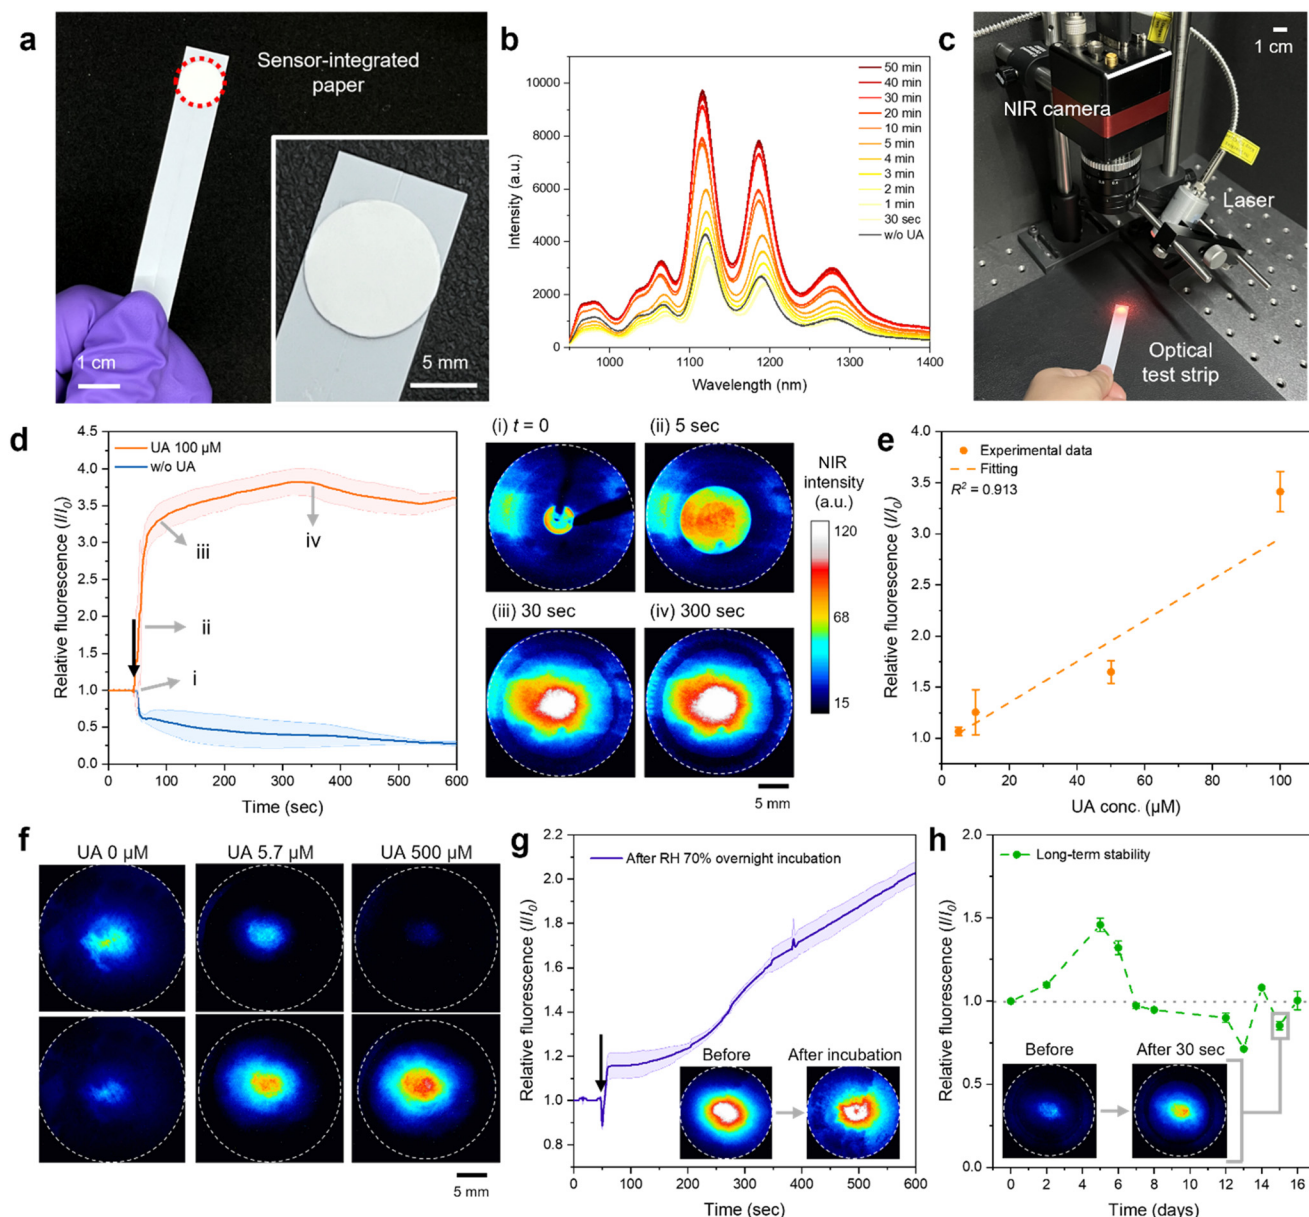 a
Sensor-integrated
paper
1 cm
5 mm
b
Intensity (a.u.)
10000
8000
6000
4000
2000
0
1000
1100
1200
1300
1400
Wavelength (nm)
50 min
40 min
30 min
20 min
10 min
5 min
4 min
3 min
2 min
1 min
30 sec
w/o UA
c
1 cm
NIR camera
Laser
Optical
test strip
d
Relative fluorescence (I/I₀)
4.5
4.0
3.5
3.0
2.5
2.0
1.5
1.0
0.5
0.0
0
100
200
300
400
500
600
Time (sec)
UA 100 µM
w/o UA
iii
iv
ii
i
(i) t = 0
(ii) 5 sec
(iii) 30 sec
(iv) 300 sec
NIR
intensity
(a.u.)
120
68
15
5 mm
e
Relative fluorescence (I/I₀)
4.0
3.5
3.0
2.5
2.0
1.5
1.0
0
20
40
60
80
100
UA conc. (µM)
Experimental data
Fitting
R² = 0.913
f
UA 0 µM
UA 5.7 µM
UA 500 µM
5 mm
g
Relative fluorescence (I/I₀)
2.2
2.0
1.8
1.6
1.4
1.2
1.0
0.8
0
100
200
300
400
500
600
Time (sec)
After RH 70% overnight incubation
Before
After incubation
h
Relative fluorescence (I/I₀)
2.0
1.5
1.0
0.5
0.0
0
2
4
6
8
10
12
14
16
Time (days)
Long-term stability
Before
After 30 sec